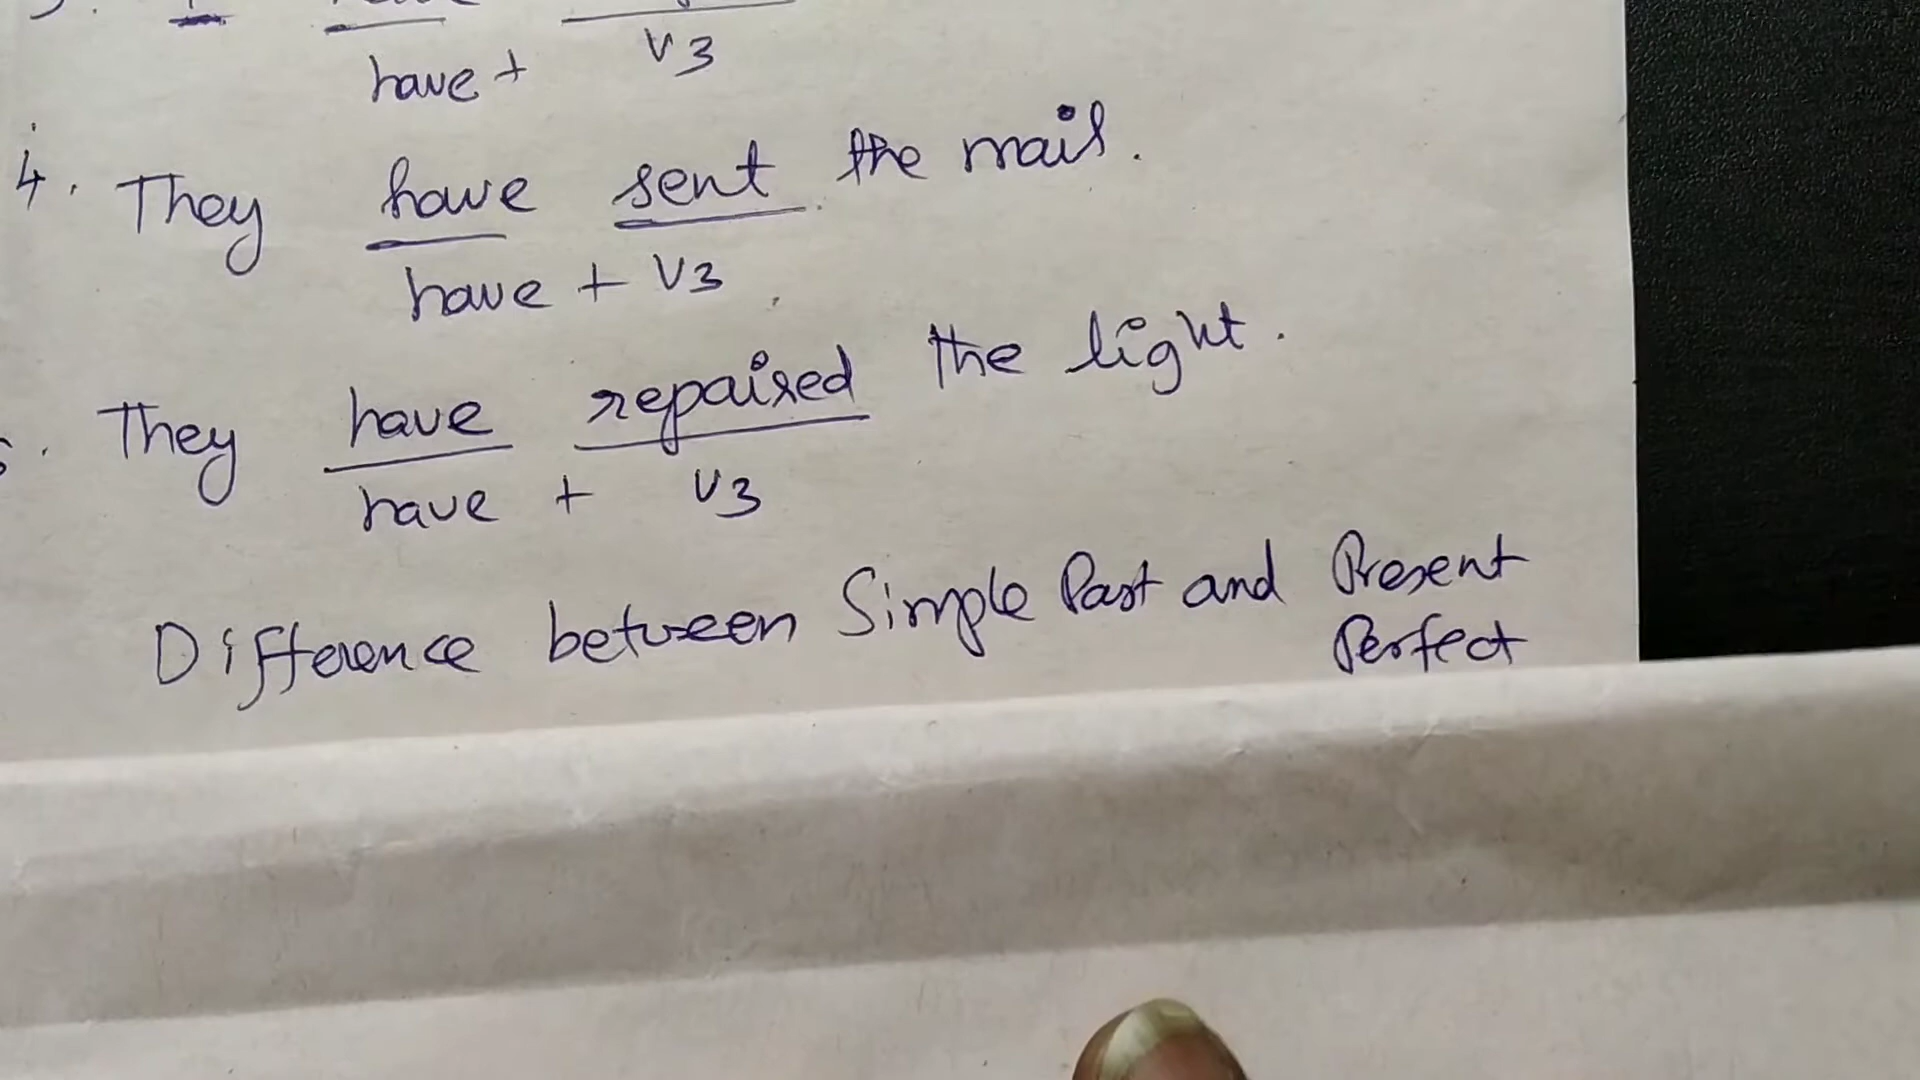 have + V3
4. They have sent the mail.
have + V3
They have repaired the light.
have + V3
Difference between Simple Past and Present
Perfect